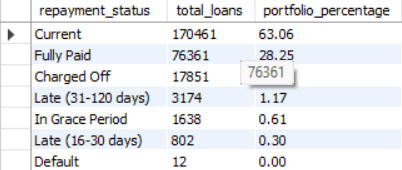 repayment_status total_loans portfolio_percentage
Current 170461 63.06
Fully Paid 76361 28.25
Charged Off 17851 76361
Late (31-120 days) 3174 1.17
In Grace Period 1638 0.61
Late (16-30 days) 802 0.30
Default 12 0.00